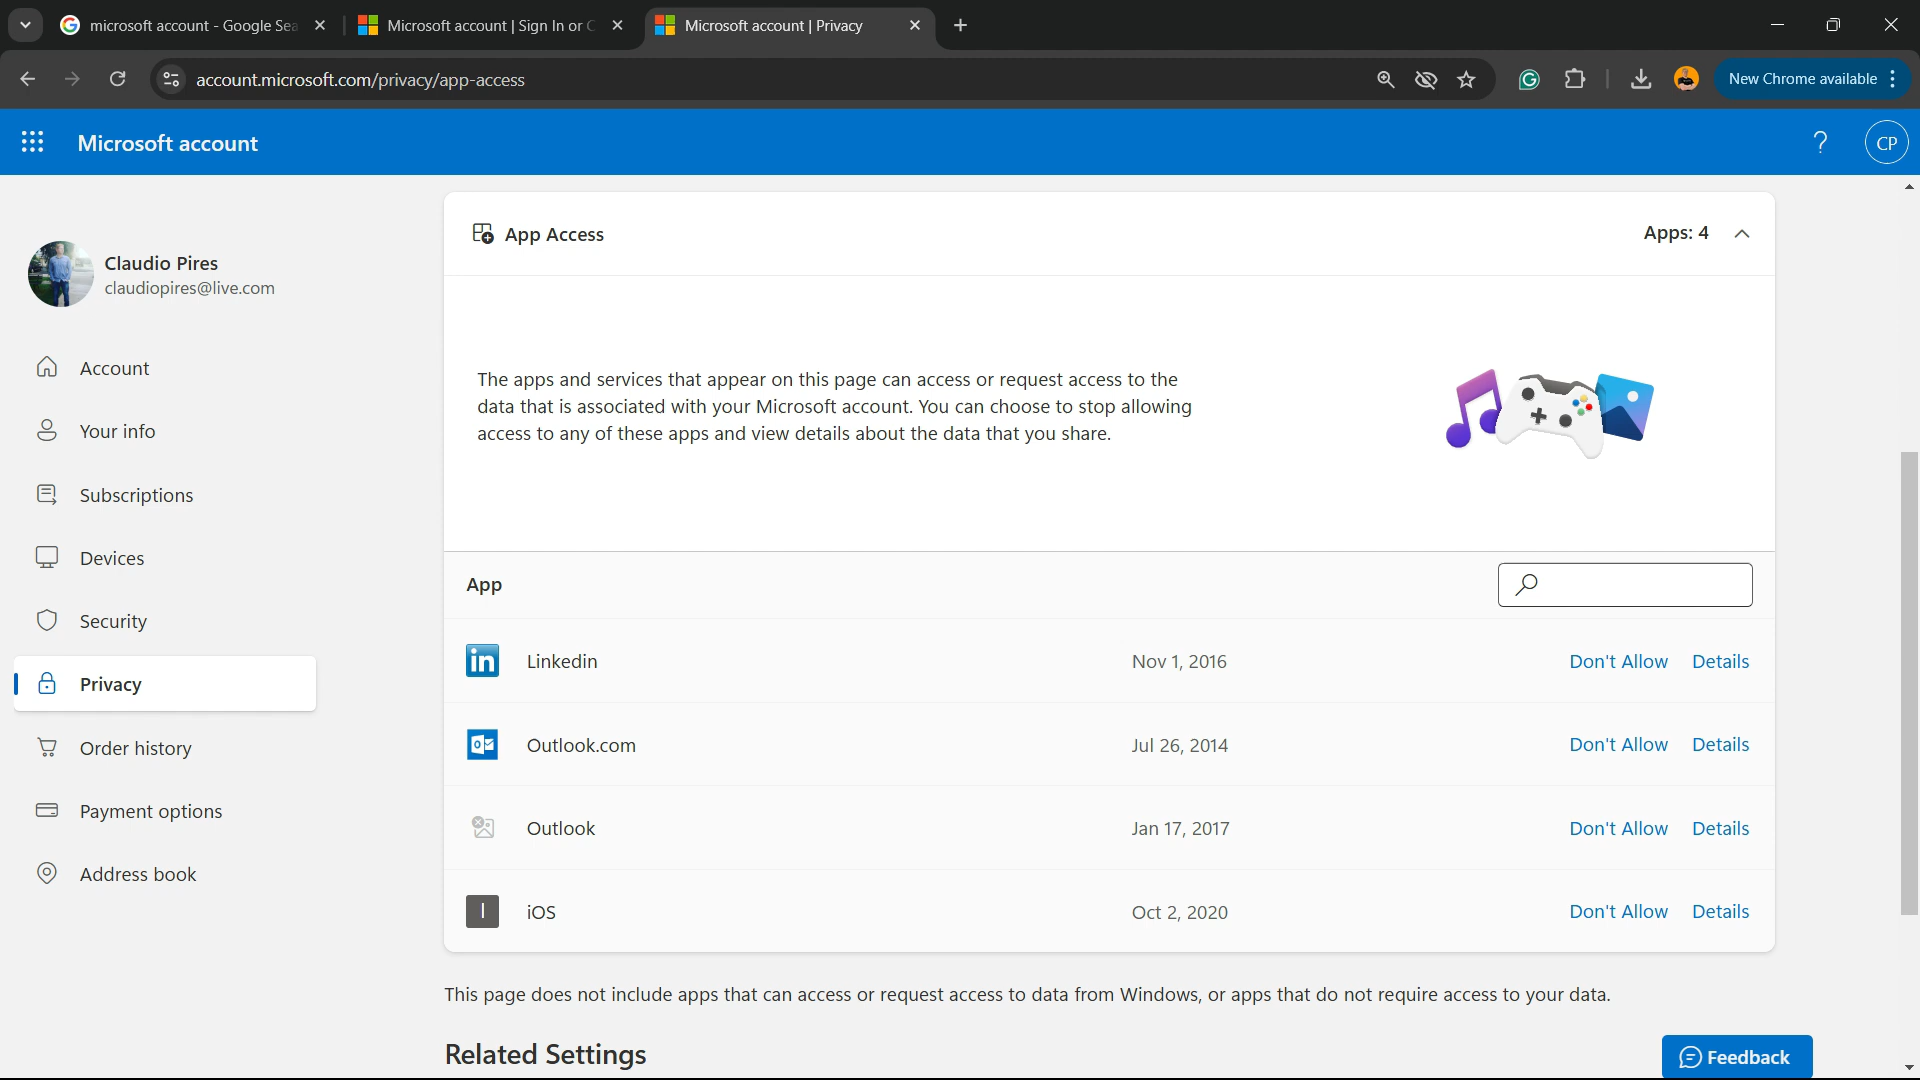 microsoft account - Google Sea
Microsoft account | Sign In or C
Microsoft account | Privacy
account.microsoft.com/privacy/app-access
New Chrome available
Microsoft account
?
CP
Claudio Pires
claudiopires@live.com
Account
Your info
Subscriptions
Devices
Security
Privacy
Order history
Payment options
Address book
App Access
Apps: 4
The apps and services that appear on this page can access or request access to the
data that is associated with your Microsoft account. You can choose to stop allowing
access to any of these apps and view details about the data that you share.
App
in Linkedin Nov 1, 2016 Don't Allow Details
Outlook.com Jul 26, 2014 Don't Allow Details
Outlook Jan 17, 2017 Don't Allow Details
I iOS Oct 2, 2020 Don't Allow Details
This page does not include apps that can access or request access to data from Windows, or apps that do not require access to your data.
Related Settings
Feedback